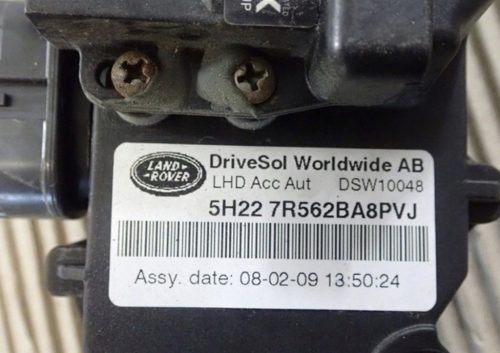 K
LAND
ROVER
DriveSol Worldwide AB
LHD Acc Aut DSW10048
5H22 7R562BA8PVJ
Assy. date: 08-02-09 13:50:24